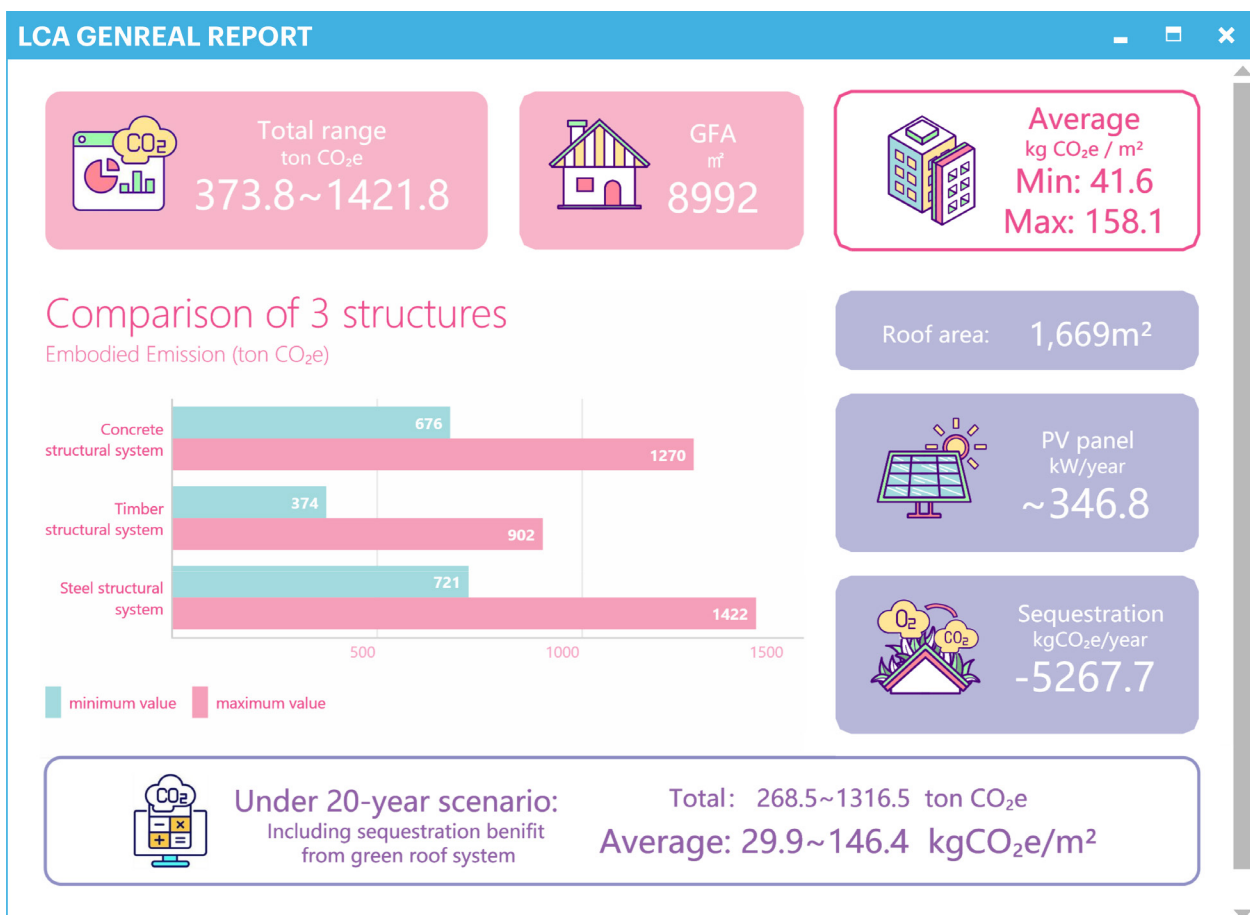 LCA GENREAL REPORT
CO₂
Total range
ton CO₂e
373.8~1421.8
GFA
㎡
8992
Average
kg CO₂e / m²
Min: 41.6
Max: 158.1
Comparison of 3 structures
Embodied Emission (ton CO₂e)
Concrete
structural system
676
1270
Timber
structural system
374
902
Steel structural
system
721
1422
500
1000
1500
minimum value
maximum value
Roof area: 1,669m²
PV panel
kW/year
~346.8
O₂
CO₂
Sequestration
kgCO₂e/year
-5267.7
CO₂
Under 20-year scenario:
Including sequestration benifit
from green roof system
Total: 268.5~1316.5 ton CO₂e
Average: 29.9~146.4 kgCO₂e/m²